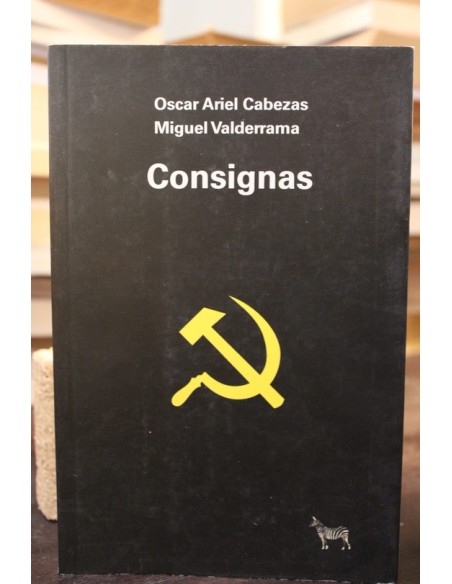 Oscar Ariel Cabezas
Miguel Valderrama
Consignas